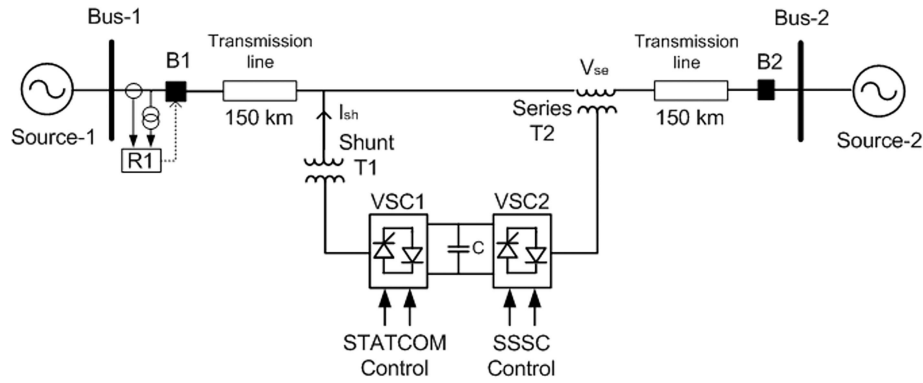 Bus-1
Bus-2
Transmission
line
Transmission
line
B1
B2
Vse
150 km
150 km
Source-1
Source-2
Ish
Series
T2
Shunt
T1
R1
VSC1
VSC2
C
STATCOM
Control
SSSC
Control